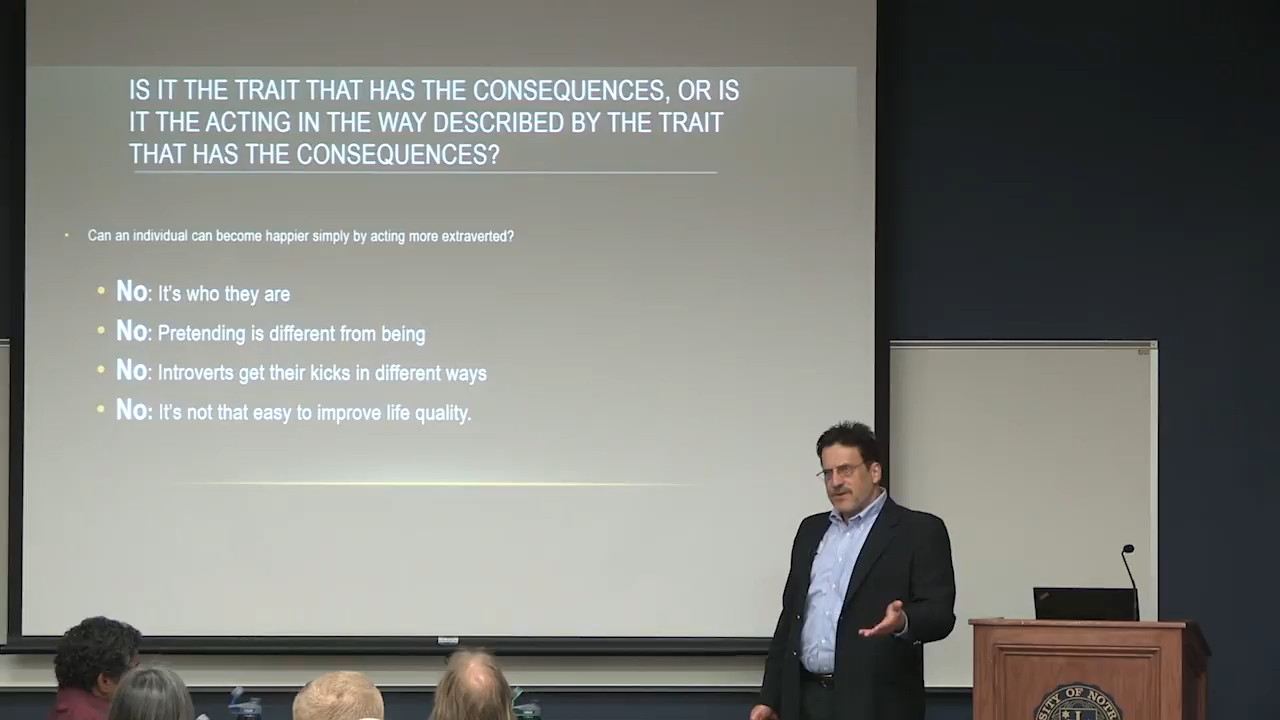 IS IT THE TRAIT THAT HAS THE CONSEQUENCES, OR IS
IT THE ACTING IN THE WAY DESCRIBED BY THE TRAIT
THAT HAS THE CONSEQUENCES?
• Can an individual can become happier simply by acting more extraverted?
• No: It's who they are
• No: Pretending is different from being
• No: Introverts get their kicks in different ways
• No: It's not that easy to improve life quality.